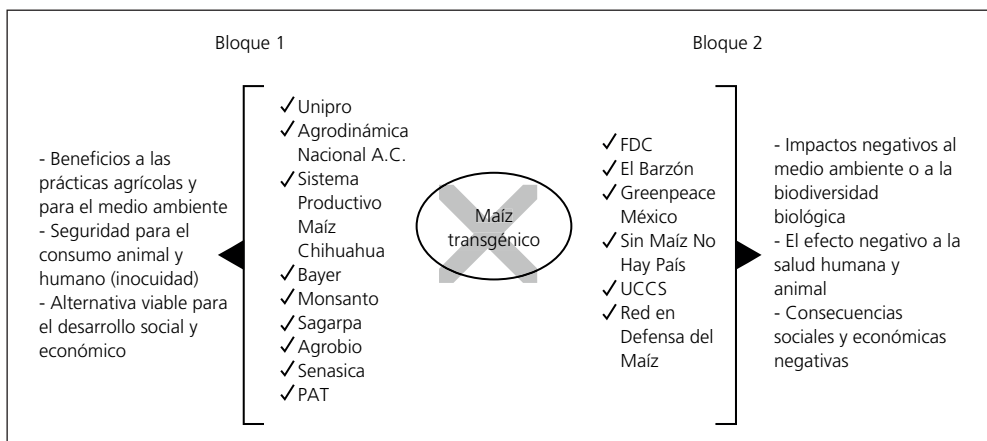 Bloque 1
- Beneficios a las
prácticas agrícolas y
para el medio ambiente
- Seguridad para el
consumo animal y
humano (inocuidad)
- Alternativa viable para
el desarrollo social y
económico
✓ Unipro
✓ Agrodinámica
Nacional A.C.
✓ Sistema
Productivo
Maíz
Chihuahua
✓ Bayer
✓ Monsanto
✓ Sagarpa
✓ Agrobio
✓ Senasica
✓ PAT
Maíz
transgénico
Bloque 2
✓ FDC
✓ El Barzón
✓ Greenpeace
México
✓ Sin Maíz No
Hay País
✓ UCCS
✓ Red en
Defensa del
Maíz
- Impactos negativos al
medio ambiente o a la
biodiversidad
biológica
- El efecto negativo a la
salud humana y
animal
- Consecuencias
sociales y económicas
negativas